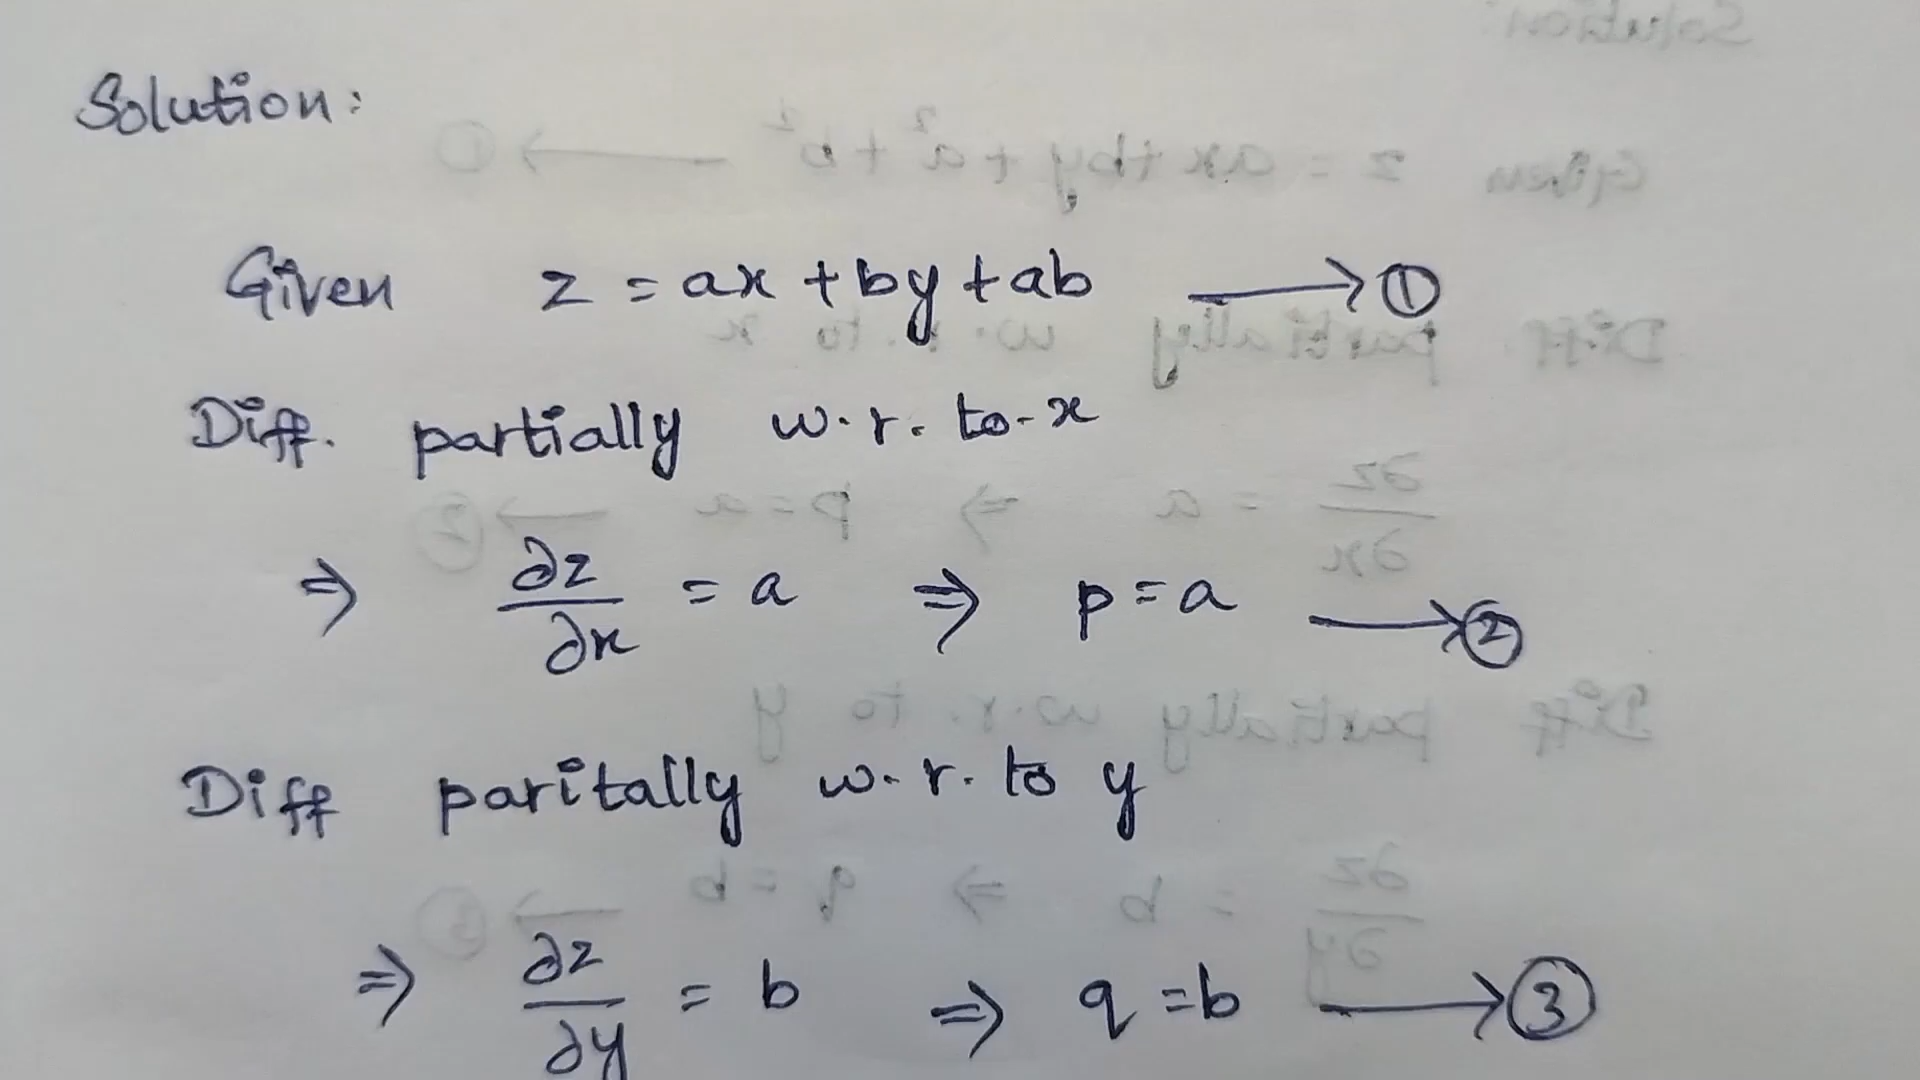 Solution:
Given z = ax + by + ab ⟶ ①
Diff. partially w.r. to x
⇒ ∂z/∂x = a ⇒ p = a ⟶ ②
Diff paritally w.r. to y
⇒ ∂z/∂y = b ⇒ q = b ⟶ ③